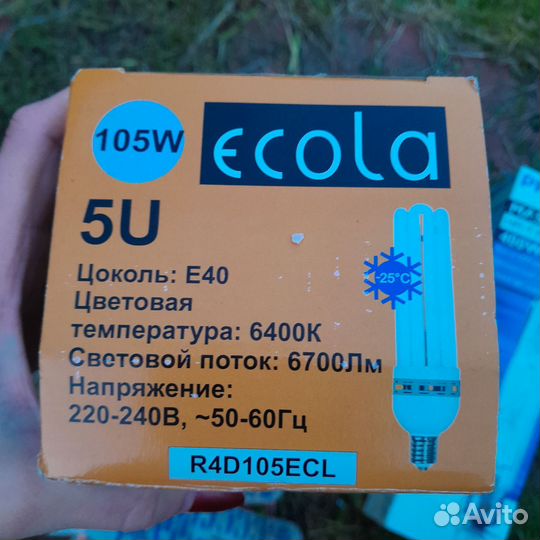 105W
ecola
5U
-25°C
Цоколь: E40
Цветовая
температура: 6400K
Световой поток: 6700Лм
Напряжение:
220-240В, ~50-60Гц
R4D105ECL
Avito